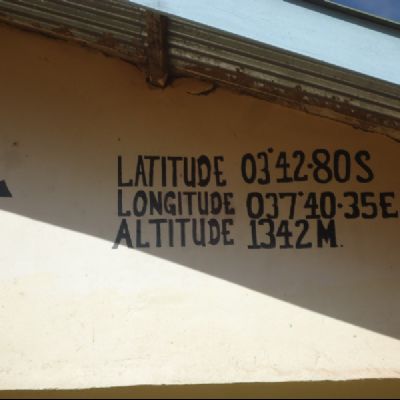 LATITUDE 03°42·80S
LONGITUDE 037°40·35E
ALTITUDE 1342M.